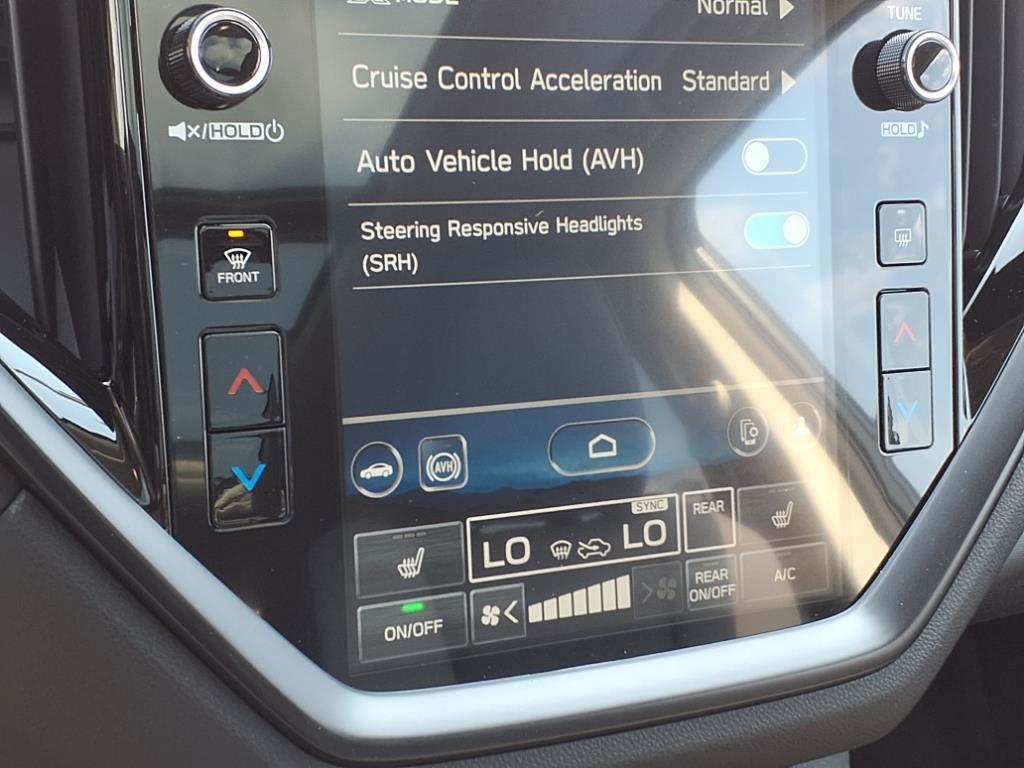 MODE
Normal
TUNE
Cruise Control Acceleration Standard
/HOLD
HOLD
Auto Vehicle Hold (AVH)
Steering Responsive Headlights
(SRH)
FRONT
AVH
SYNC
LO LO
REAR
ON/OFF
REAR
ON/OFF
A/C